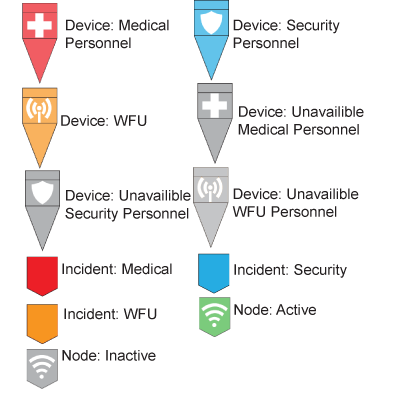 Device: Medical
Personnel
Device: Security
Personnel
Device: WFU
Device: Unavailible
Medical Personnel
Device: Unavailible
Security Personnel
Device: Unavailible
WFU Personnel
Incident: Medical
Incident: Security
Incident: WFU
Node: Active
Node: Inactive